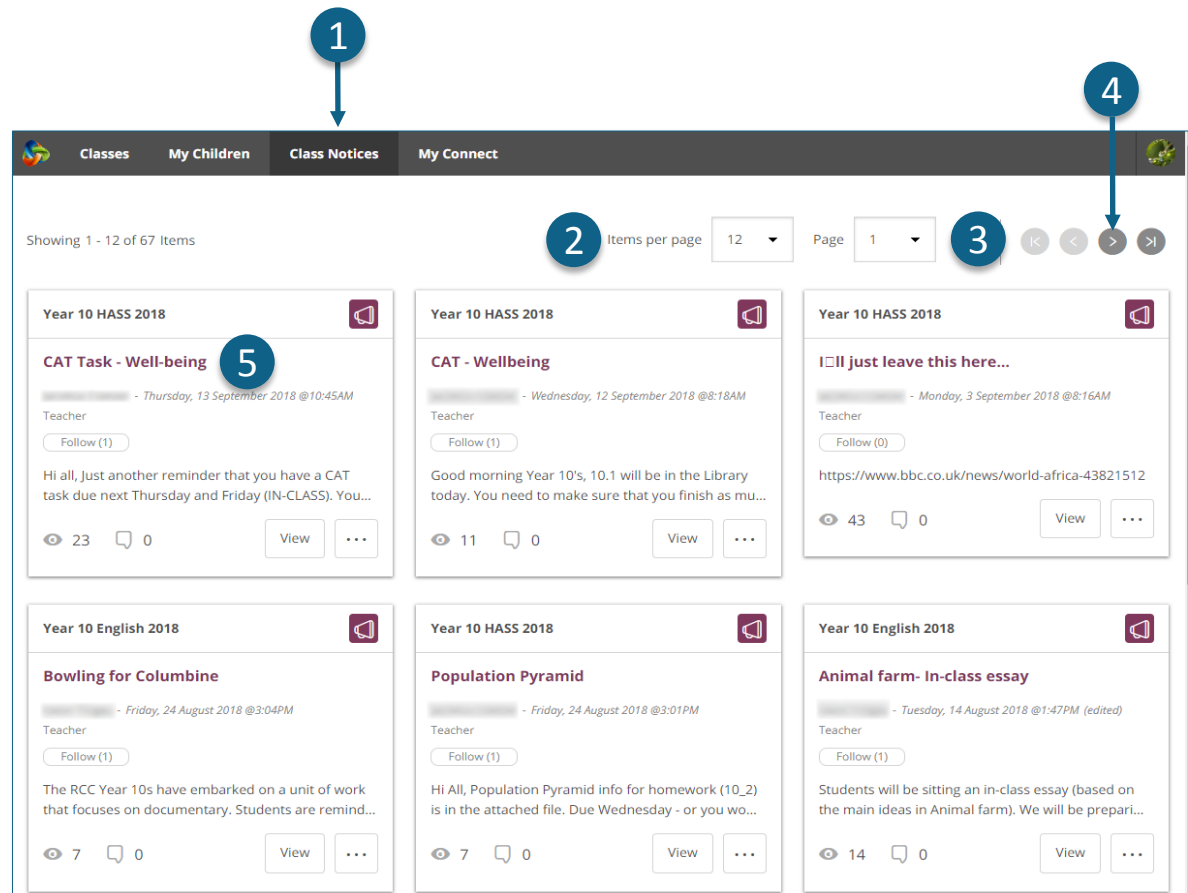 1
4
Classes My Children Class Notices My Connect
Showing 1 - 12 of 67 Items
2 Items per page 12 Page 1 3
Year 10 HASS 2018
CAT Task - Well-being 5
- Thursday, 13 September 2018 @10:45AM
Teacher
Follow (1)
Hi all, Just another reminder that you have a CAT
task due next Thursday and Friday (IN-CLASS). You...
23 0 View ...
Year 10 HASS 2018
CAT - Wellbeing
- Wednesday, 12 September 2018 @8:18AM
Teacher
Follow (1)
Good morning Year 10's, 10.1 will be in the Library
today. You need to make sure that you finish as mu...
11 0 View ...
Year 10 HASS 2018
I□ll just leave this here...
- Monday, 3 September 2018 @8:16AM
Teacher
Follow (0)
https://www.bbc.co.uk/news/world-africa-43821512
43 0 View ...
Year 10 English 2018
Bowling for Columbine
- Friday, 24 August 2018 @3:04PM
Teacher
Follow (1)
The RCC Year 10s have embarked on a unit of work
that focuses on documentary. Students are remind...
7 0 View ...
Year 10 HASS 2018
Population Pyramid
- Friday, 24 August 2018 @3:01PM
Teacher
Follow (1)
Hi All, Population Pyramid info for homework (10_2)
is in the attached file. Due Wednesday - or you wo...
7 0 View ...
Year 10 English 2018
Animal farm- In-class essay
- Tuesday, 14 August 2018 @1:47PM (edited)
Teacher
Follow (1)
Students will be sitting an in-class essay (based on
the main ideas in Animal farm). We will be prepari...
14 0 View ...